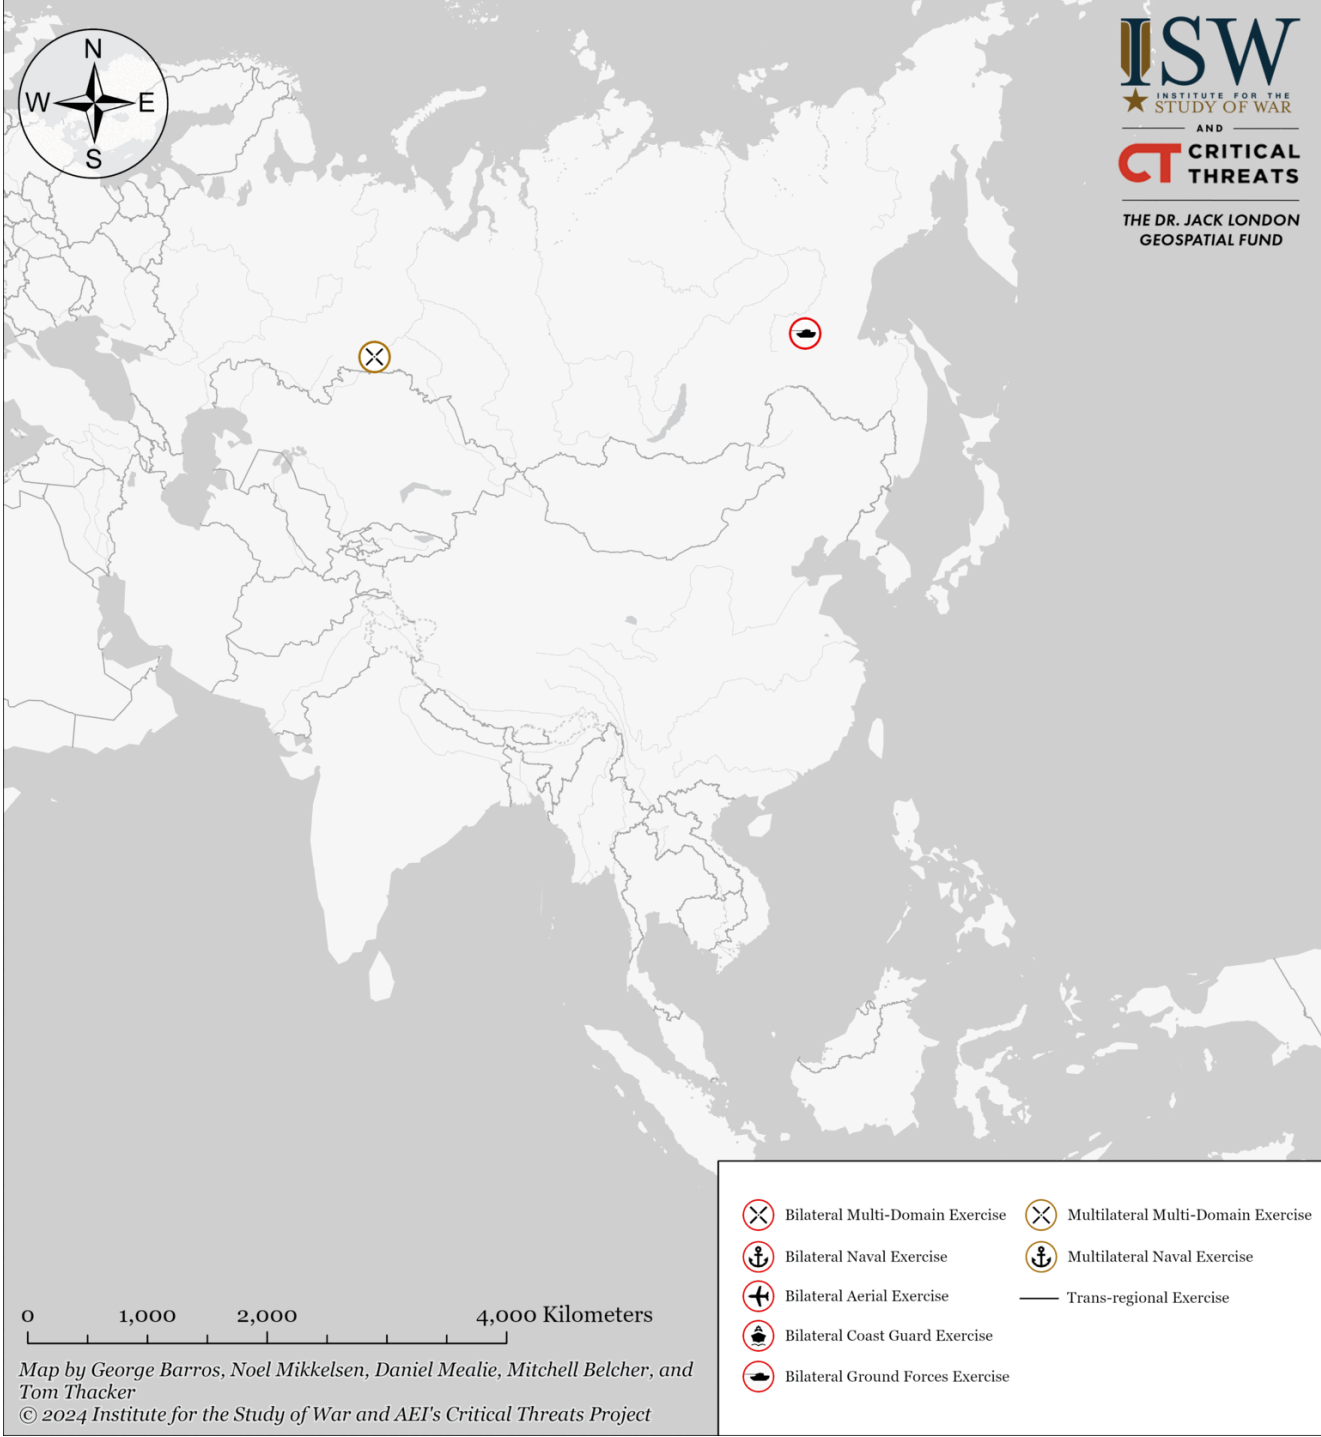 N
W E
S
ISW
INSTITUTE FOR THE
STUDY OF WAR
AND
CT CRITICAL
THREATS
THE DR. JACK LONDON
GEOSPATIAL FUND
Bilateral Multi-Domain Exercise
Bilateral Naval Exercise
Bilateral Aerial Exercise
Bilateral Coast Guard Exercise
Bilateral Ground Forces Exercise
Multilateral Multi-Domain Exercise
Multilateral Naval Exercise
Trans-regional Exercise
0 1,000 2,000 4,000 Kilometers
Map by George Barros, Noel Mikkelsen, Daniel Mealie, Mitchell Belcher, and
Tom Thacker
© 2024 Institute for the Study of War and AEI's Critical Threats Project